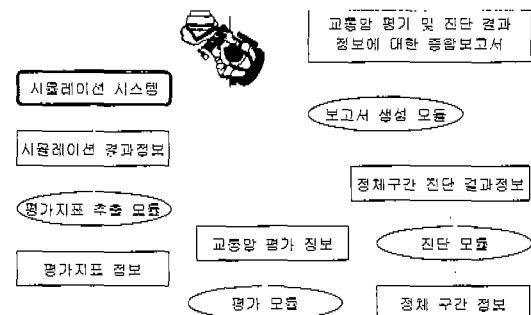 교통망 평가 및 진단 결과
정보에 대한 종합보고서
시뮬레이션 시스템
보고서 생성 모듈
시뮬레이션 결과정보
정체구간 진단 결과정보
평가지표 추출 모듈
교통망 평가 정보
진단 모듈
평가지표 정보
평가 모듈
정체 구간 정보